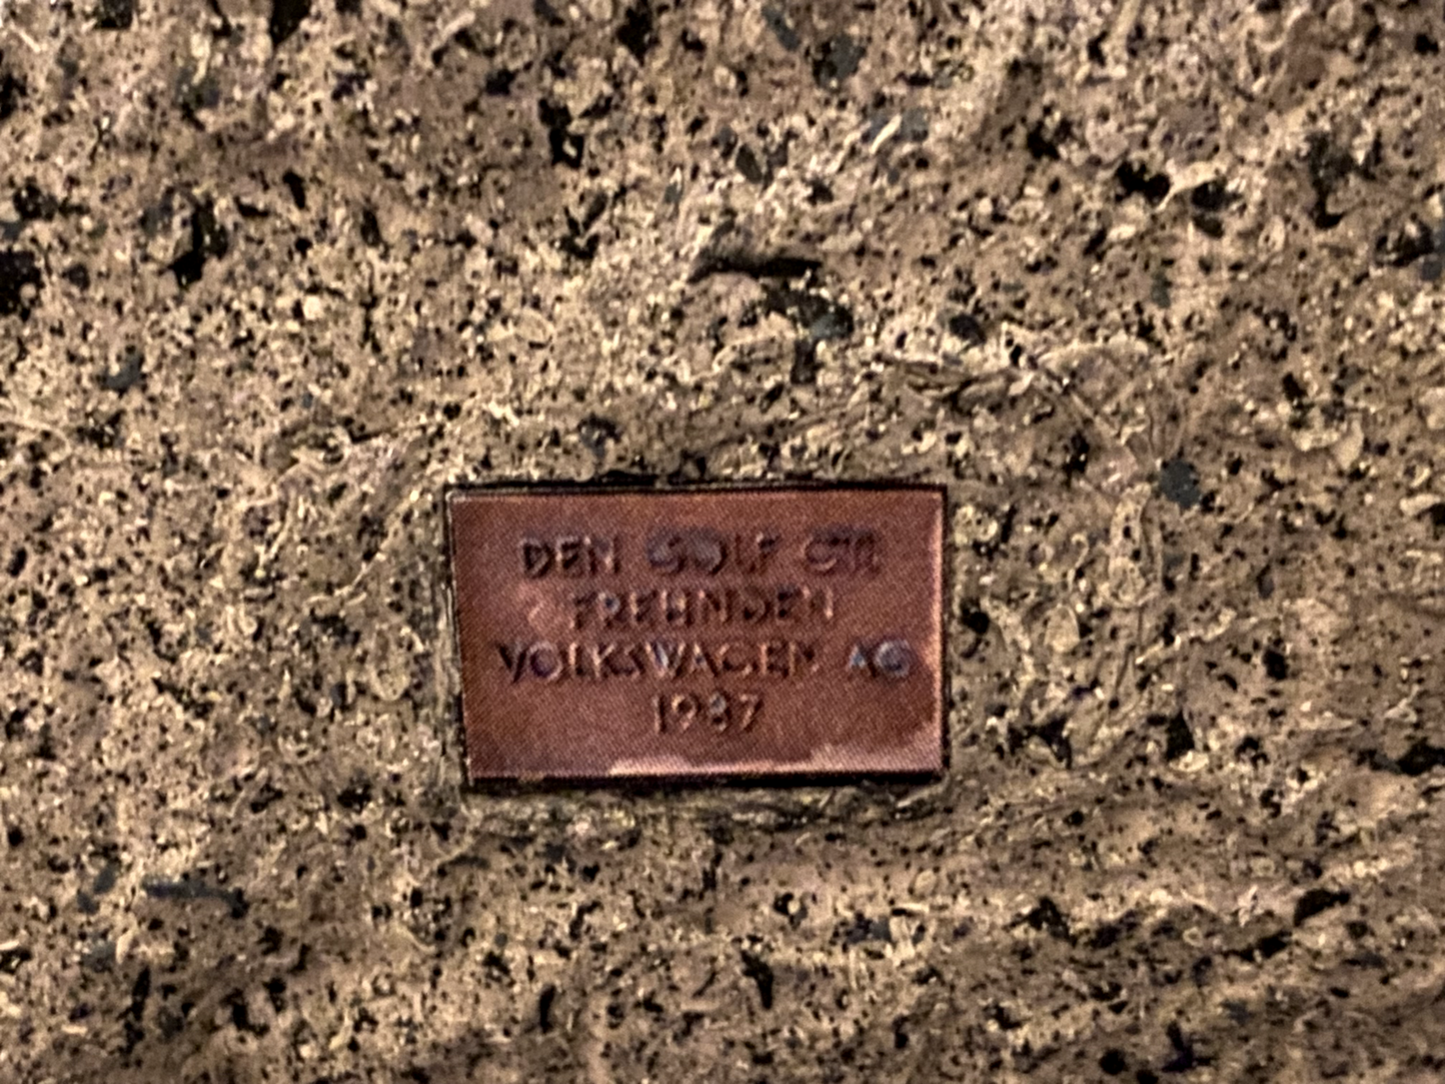 DEN GOLF GTI
FREUNDEN
VOLKSWAGEN AG
1987